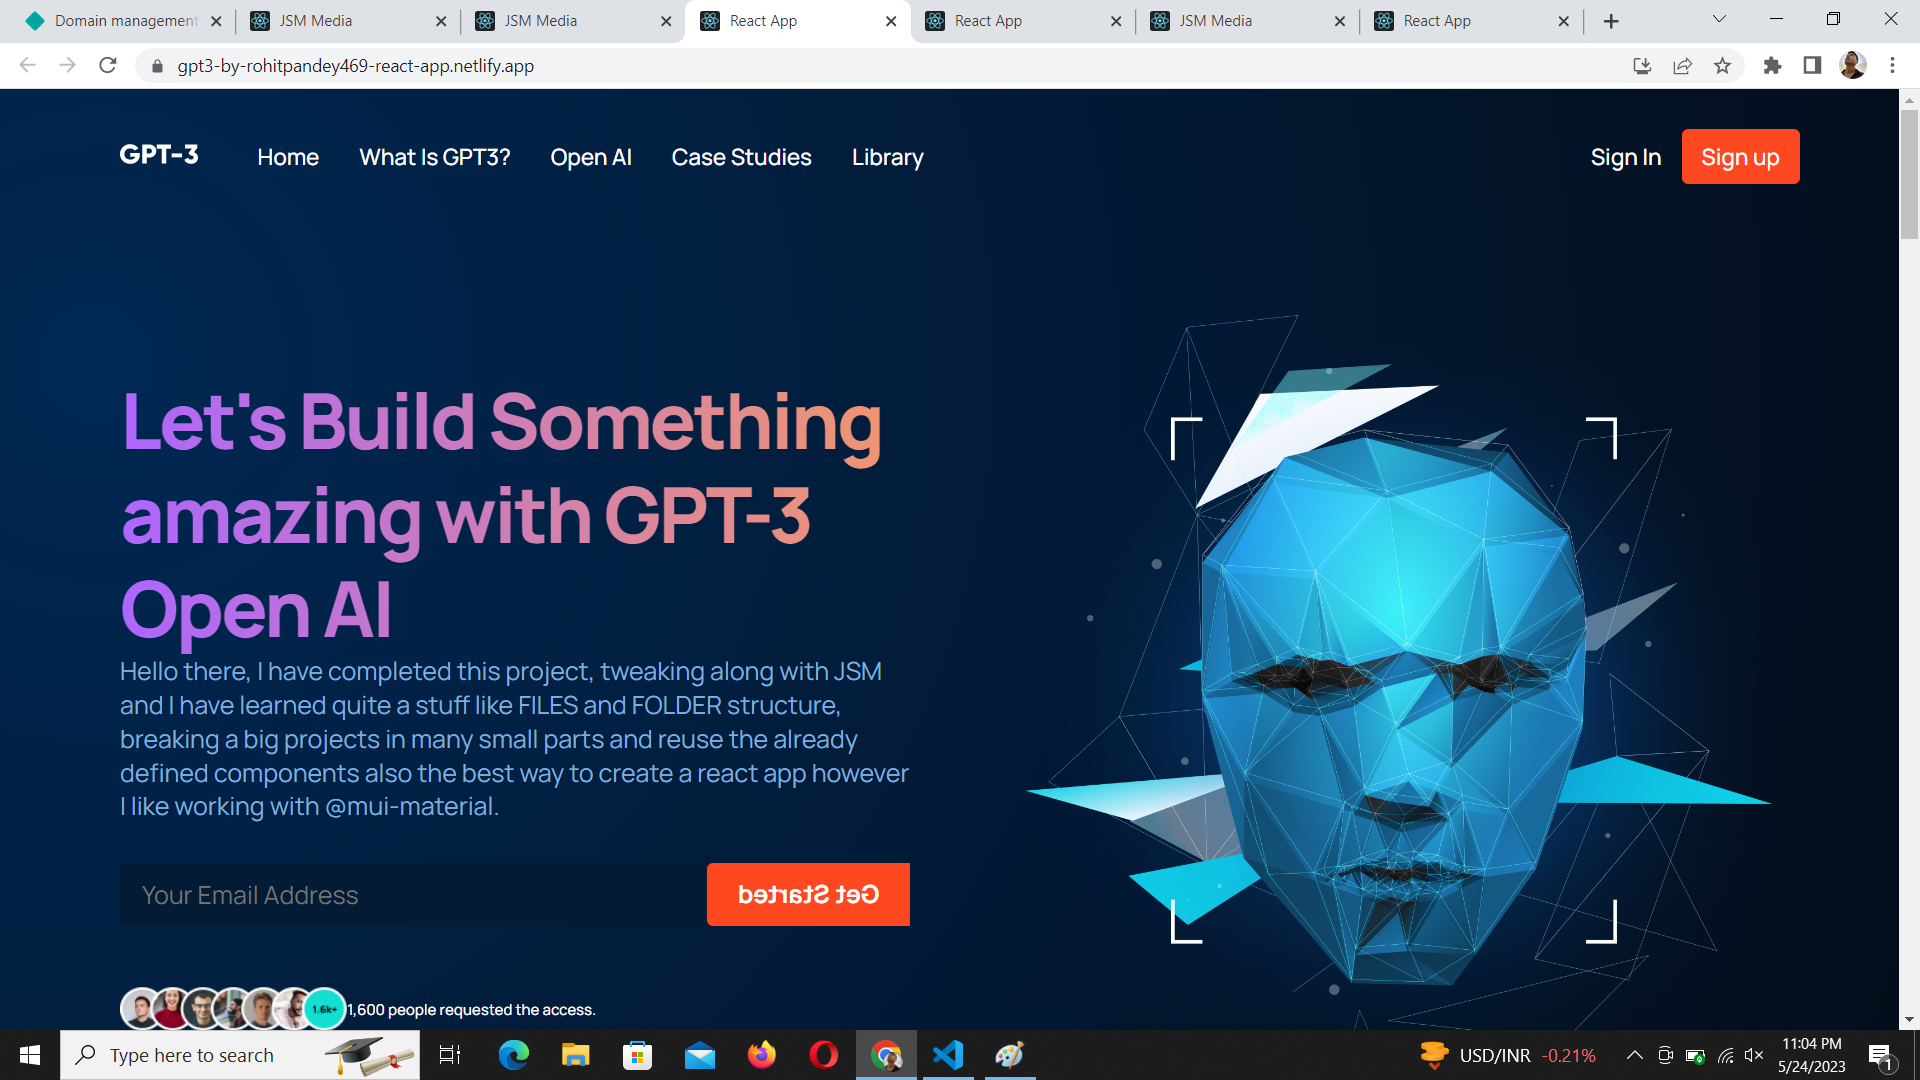 Domain management
JSM Media
JSM Media
React App
React App
JSM Media
React App
gpt3-by-rohitpandey469-react-app.netlify.app
GPT-3
Home
What Is GPT3?
Open AI
Case Studies
Library
Sign In
Sign up
Let's Build Something
amazing with GPT-3
Open AI
Hello there, I have completed this project, tweaking along with JSM
and I have learned quite a stuff like FILES and FOLDER structure,
breaking a big projects in many small parts and reuse the already
defined components also the best way to create a react app however
I like working with @mui-material.
Your Email Address
Get Started
1.6k+
1,600 people requested the access.
Type here to search
USD/INR -0.21%
11:04 PM
5/24/2023
1